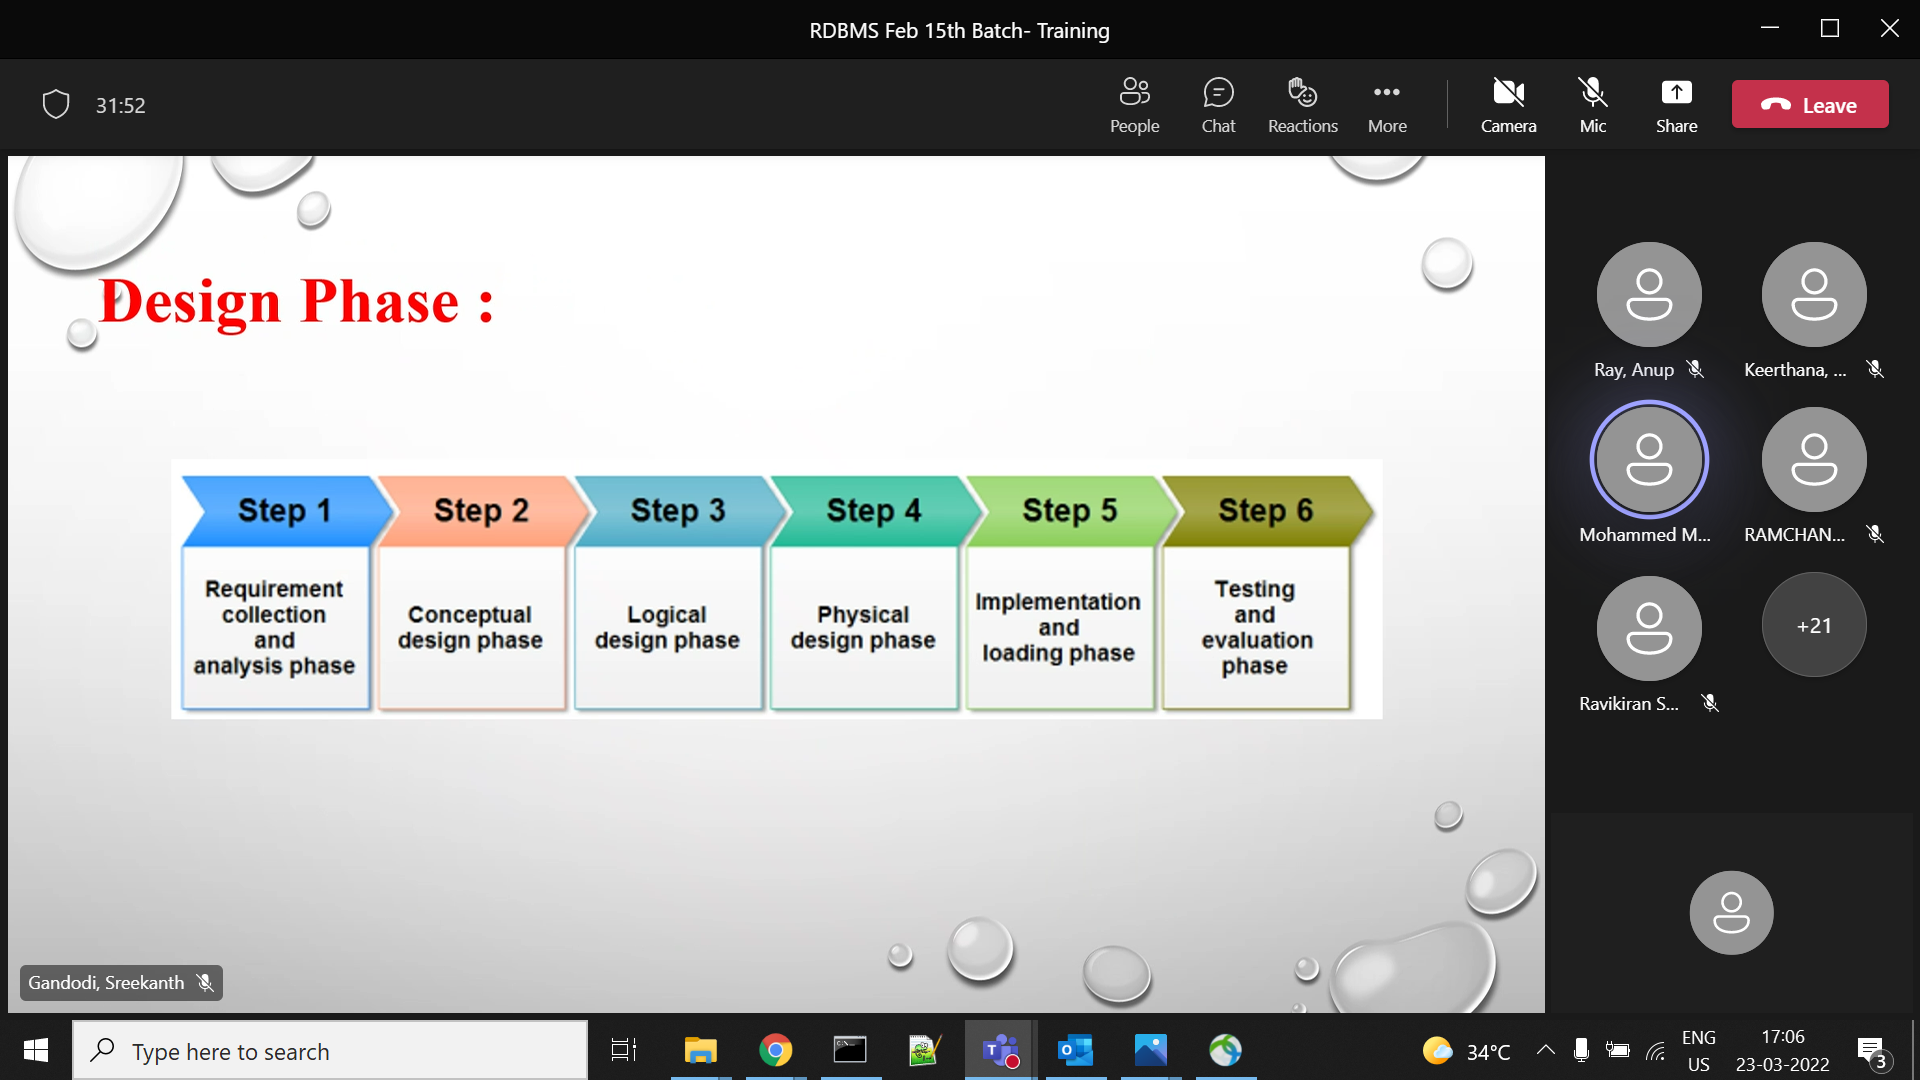 RDBMS Feb 15th Batch- Training
31:52
People
Chat
Reactions
More
Camera
Mic
Share
Leave
Design Phase :
Step 1
Step 2
Step 3
Step 4
Step 5
Step 6
Requirement
collection
and
analysis phase
Conceptual
design phase
Logical
design phase
Physical
design phase
Implementation
and
loading phase
Testing
and
evaluation
phase
Ray, Anup
Keerthana, ...
Mohammed M...
RAMCHAN...
Ravikiran S...
+21
Gandodi, Sreekanth
Type here to search
34°C
ENG
US
17:06
23-03-2022
3